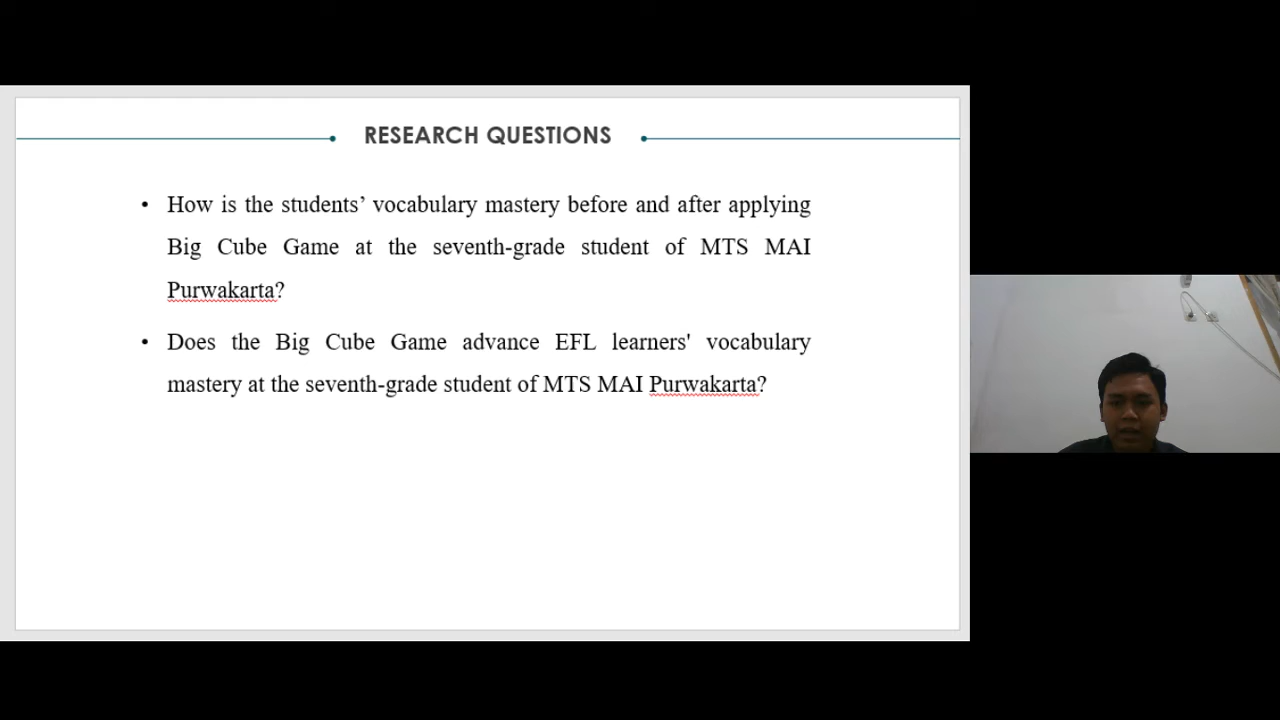 RESEARCH QUESTIONS
• How is the students’ vocabulary mastery before and after applying
Big Cube Game at the seventh-grade student of MTS MAI
Purwakarta?
• Does the Big Cube Game advance EFL learners' vocabulary
mastery at the seventh-grade student of MTS MAI Purwakarta?